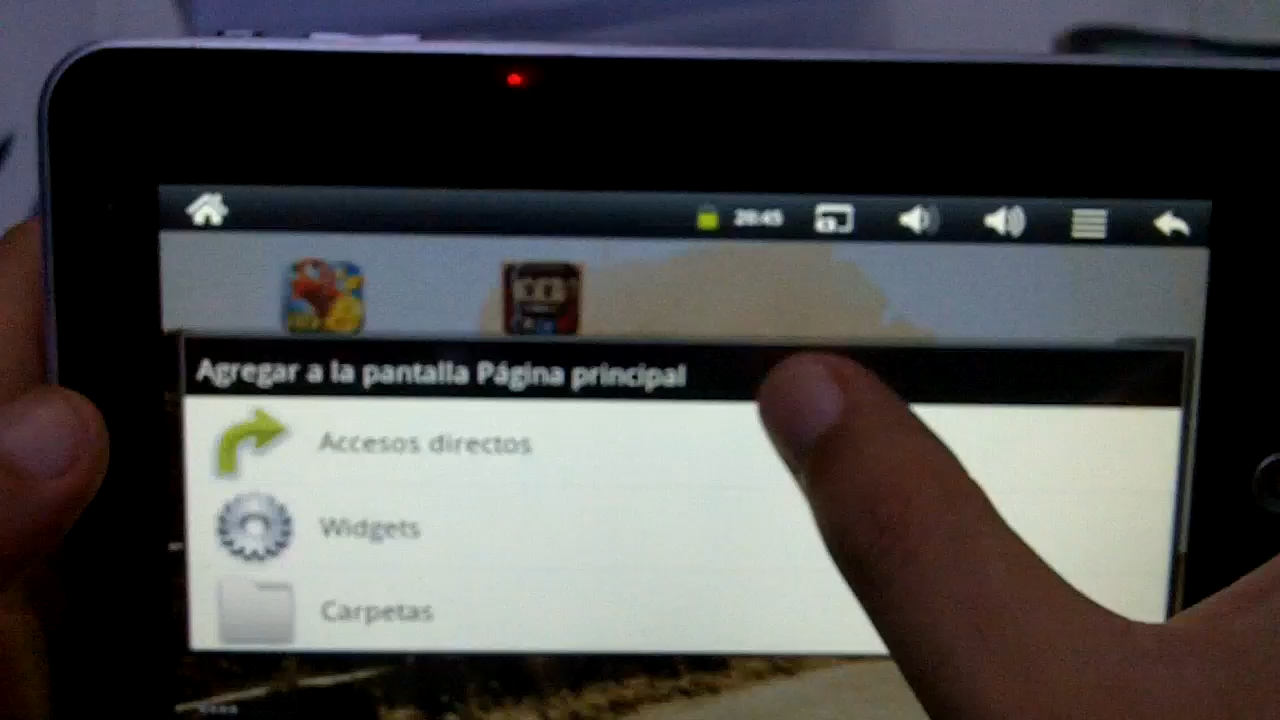 20:45
Agregar a la pantalla Página principal
Accesos directos
Widgets
Carpetas